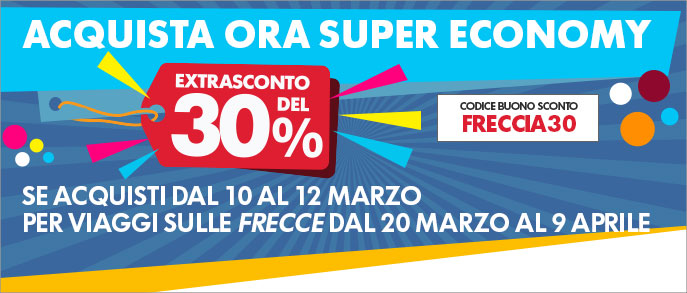 ACQUISTA ORA SUPER ECONOMY
EXTRASCONTO
DEL
30%
CODICE BUONO SCONTO
FRECCIA30
SE ACQUISTI DAL 10 AL 12 MARZO
PER VIAGGI SULLE FRECCE DAL 20 MARZO AL 9 APRILE